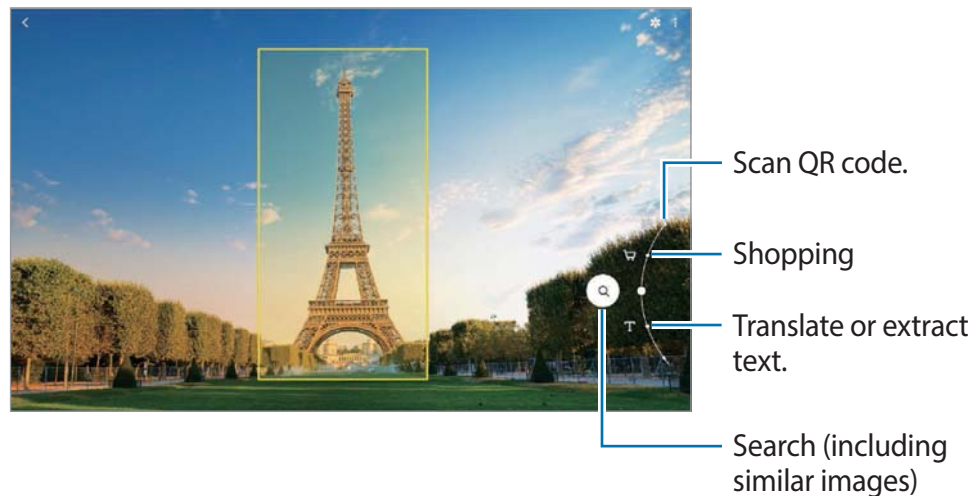 Scan QR code.
Shopping
T
Translate or extract
text.
Search (including
similar images)